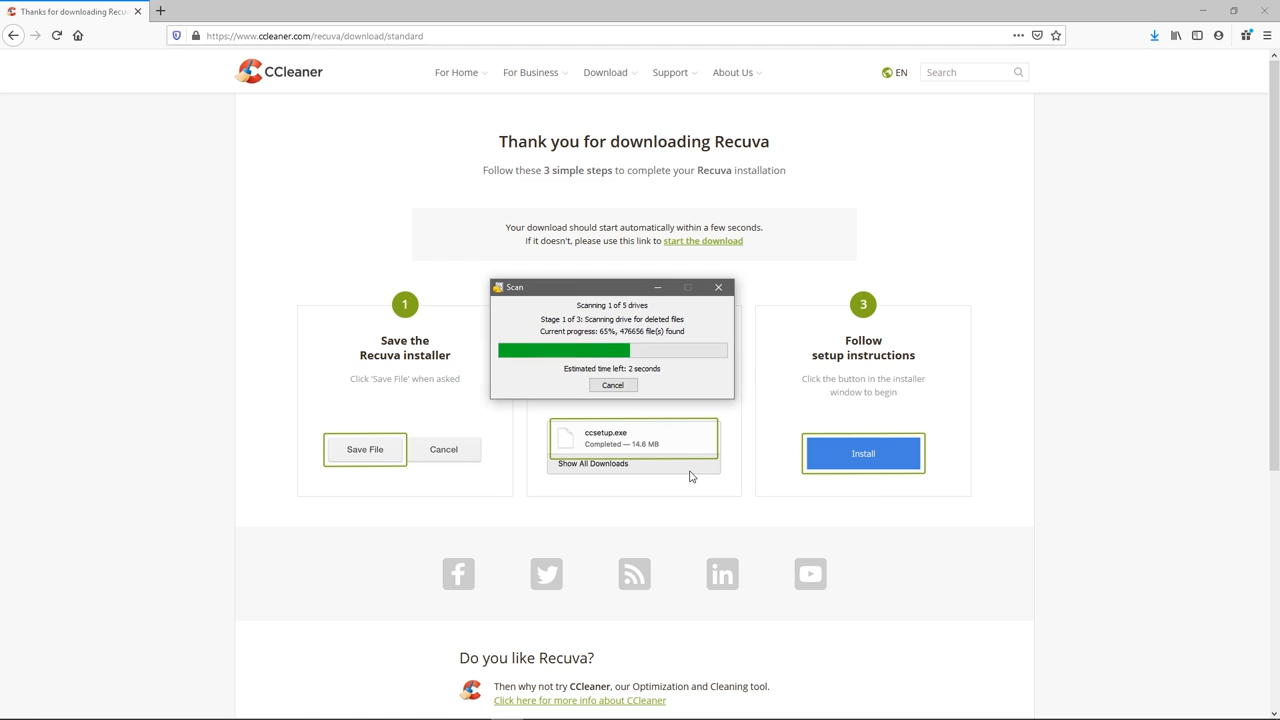 Thanks for downloading Recuv
https://www.ccleaner.com/recuva/download/standard
CCleaner
For Home
For Business
Download
Support
About Us
EN
Search
Thank you for downloading Recuva
Follow these 3 simple steps to complete your Recuva installation
Your download should start automatically within a few seconds.
If it doesn't, please use this link to start the download
Scan
Scanning 1 of 5 drives
Stage 1 of 3: Scanning drive for deleted files
Current progress: 65%, 476656 file(s) found
Estimated time left: 2 seconds
Cancel
1
Save the
Recuva installer
Click 'Save File' when asked
Save File
Cancel
ccsetup.exe
Completed — 14.6 MB
Show All Downloads
3
Follow
setup instructions
Click the button in the installer
window to begin
Install
Do you like Recuva?
Then why not try CCleaner, our Optimization and Cleaning tool.
Click here for more info about CCleaner